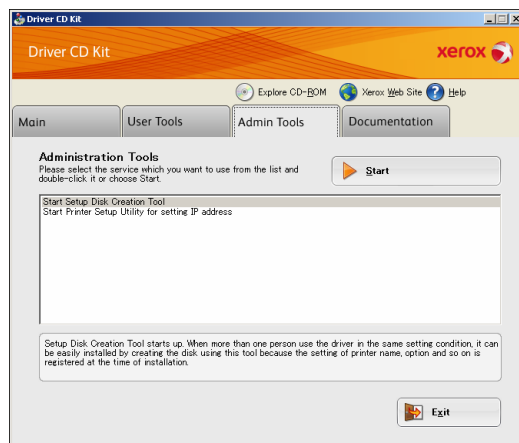 Driver CD Kit
Driver CD Kit
xerox
Explore CD-ROM Xerox Web Site Help
Main User Tools Admin Tools Documentation
Administration Tools
Please select the service which you want to use from the list and
double-click it or choose Start.
Start
Start Setup Disk Creation Tool
Start Printer Setup Utility for setting IP address
Setup Disk Creation Tool starts up. When more than one person use the driver in the same setting condition, it can
be easily installed by creating the disk using this tool because the setting of printer name, option and so on is
registered at the time of installation.
Exit